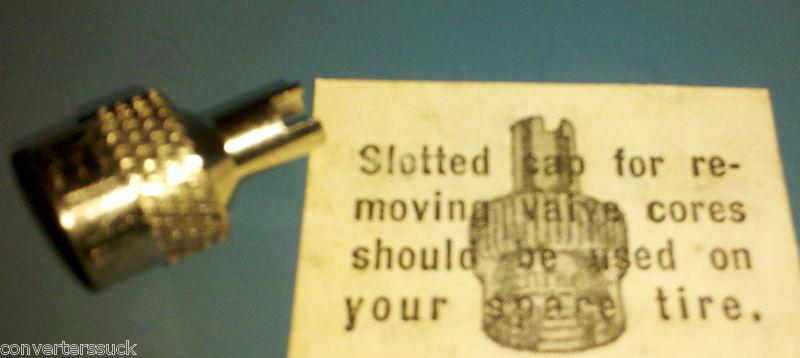 Slotted cap for re-
moving valve cores
should be used on
your spare tire.
converterssuck